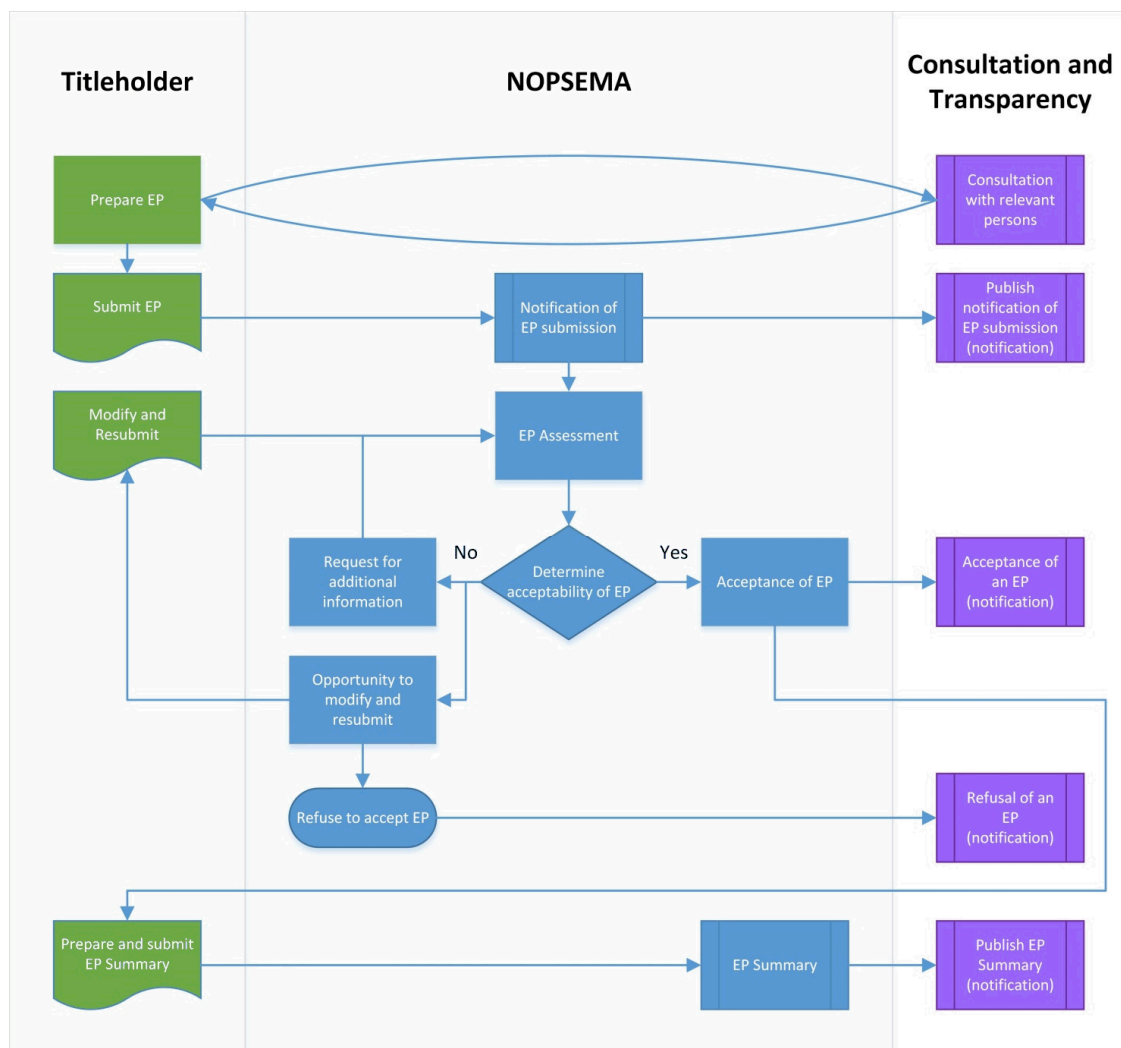 Titleholder
NOPSEMA
Consultation and
Transparency
Prepare EP
Consultation
with relevant
persons
Submit EP
Notification of
EP submission
Publish
notification of
EP submission
(notification)
Modify and
Resubmit
EP Assessment
No
Yes
Request for
additional
information
Determine
acceptability of EP
Acceptance of EP
Acceptance of
an EP
(notification)
Opportunity to
modify and
resubmit
Refuse to accept EP
Refusal of an
EP
(notification)
Prepare and submit
EP Summary
EP Summary
Publish EP
Summary
(notification)